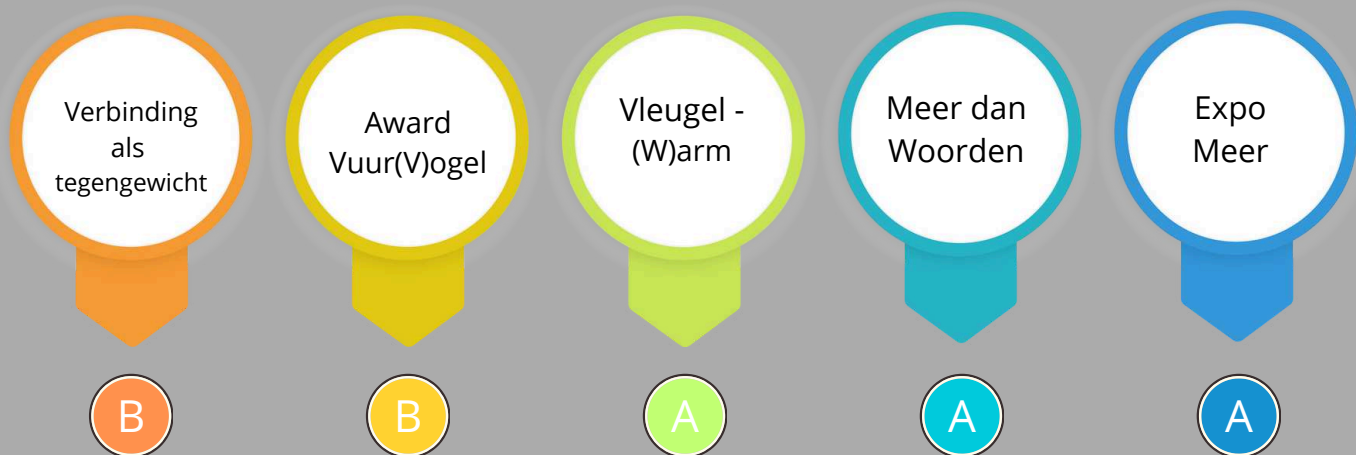 Verbinding
als
tegengewicht
Award
Vuur(V)ogel
Vleugel -
(W)arm
Meer dan
Woorden
Expo
Meer
B
B
A
A
A